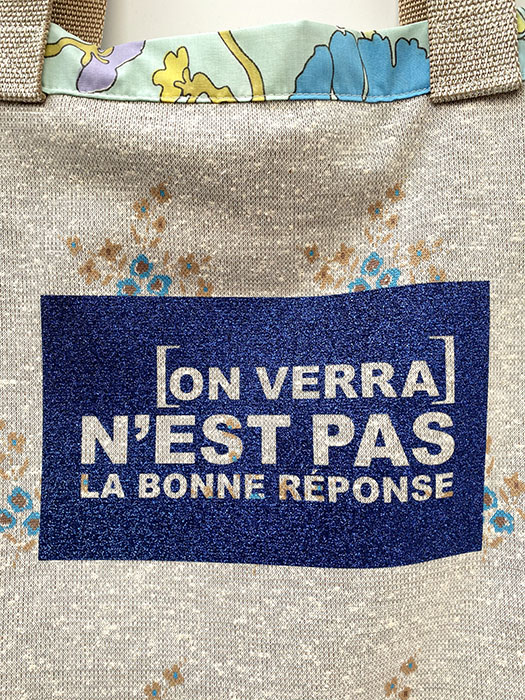 [ON VERRA]
N'EST PAS
LA BONNE RÉPONSE